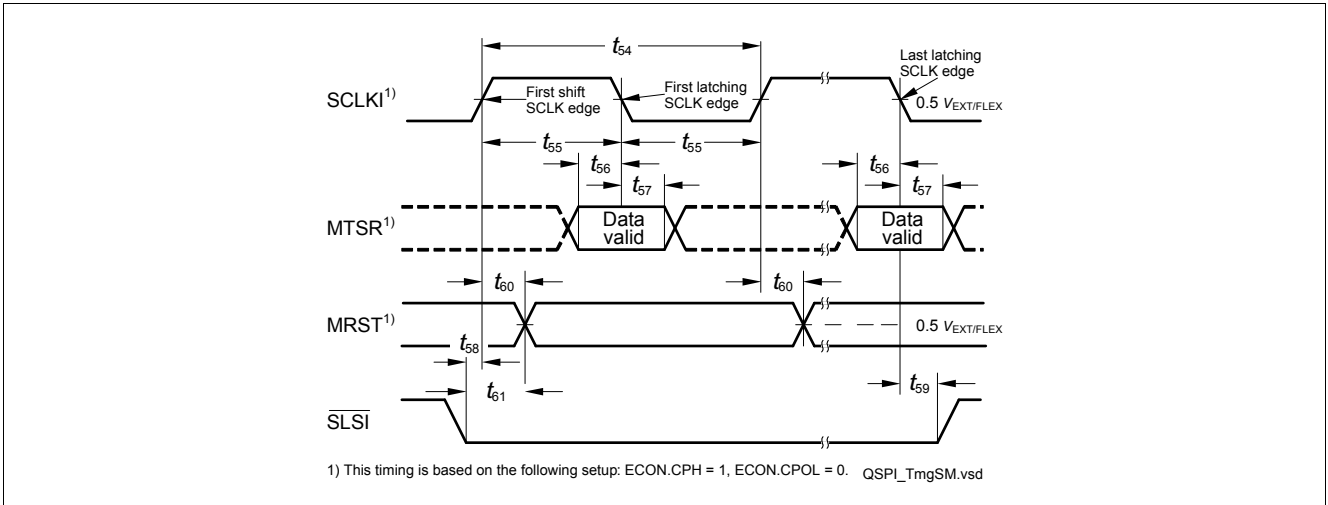 t54
Last latching
SCLK edge
SCLKI1)
First shift
SCLK edge
First latching
SCLK edge
0.5 VEXT/FLEX
t55
t55
t56
t56
t57
t57
MTSR1)
Data
valid
Data
valid
t60
t60
MRST1)
0.5 VEXT/FLEX
t58
t61
t59
SLSI
1) This timing is based on the following setup: ECON.CPH = 1, ECON.CPOL = 0.
QSPI_TmgSM.vsd